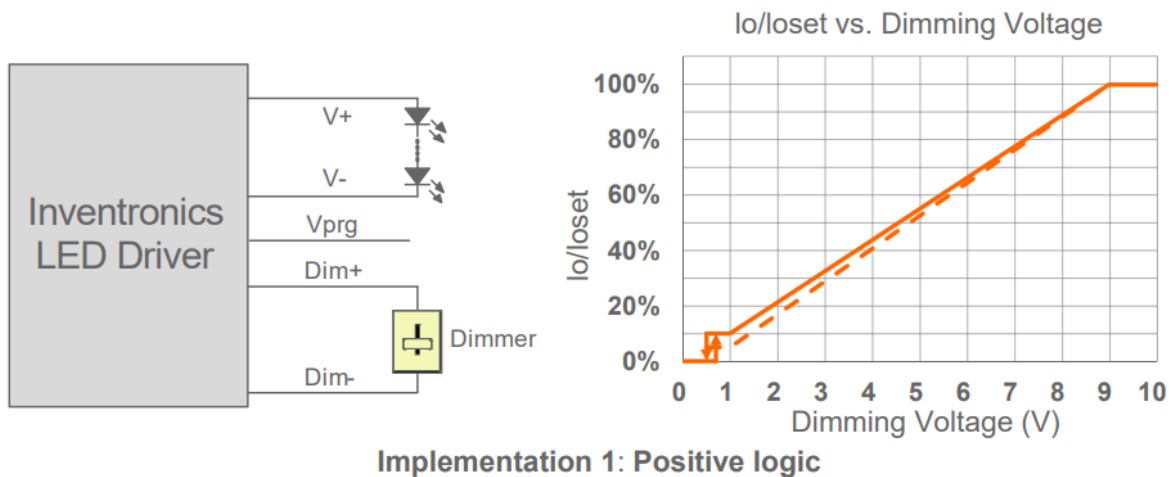 Inventronics
LED Driver
V+
V-
Vprg
Dim+
Dim-
Dimmer
Io/Ioset vs. Dimming Voltage
Io/Ioset
100%
80%
60%
40%
20%
0%
0 1 2 3 4 5 6 7 8 9 10
Dimming Voltage (V)
Implementation 1: Positive logic